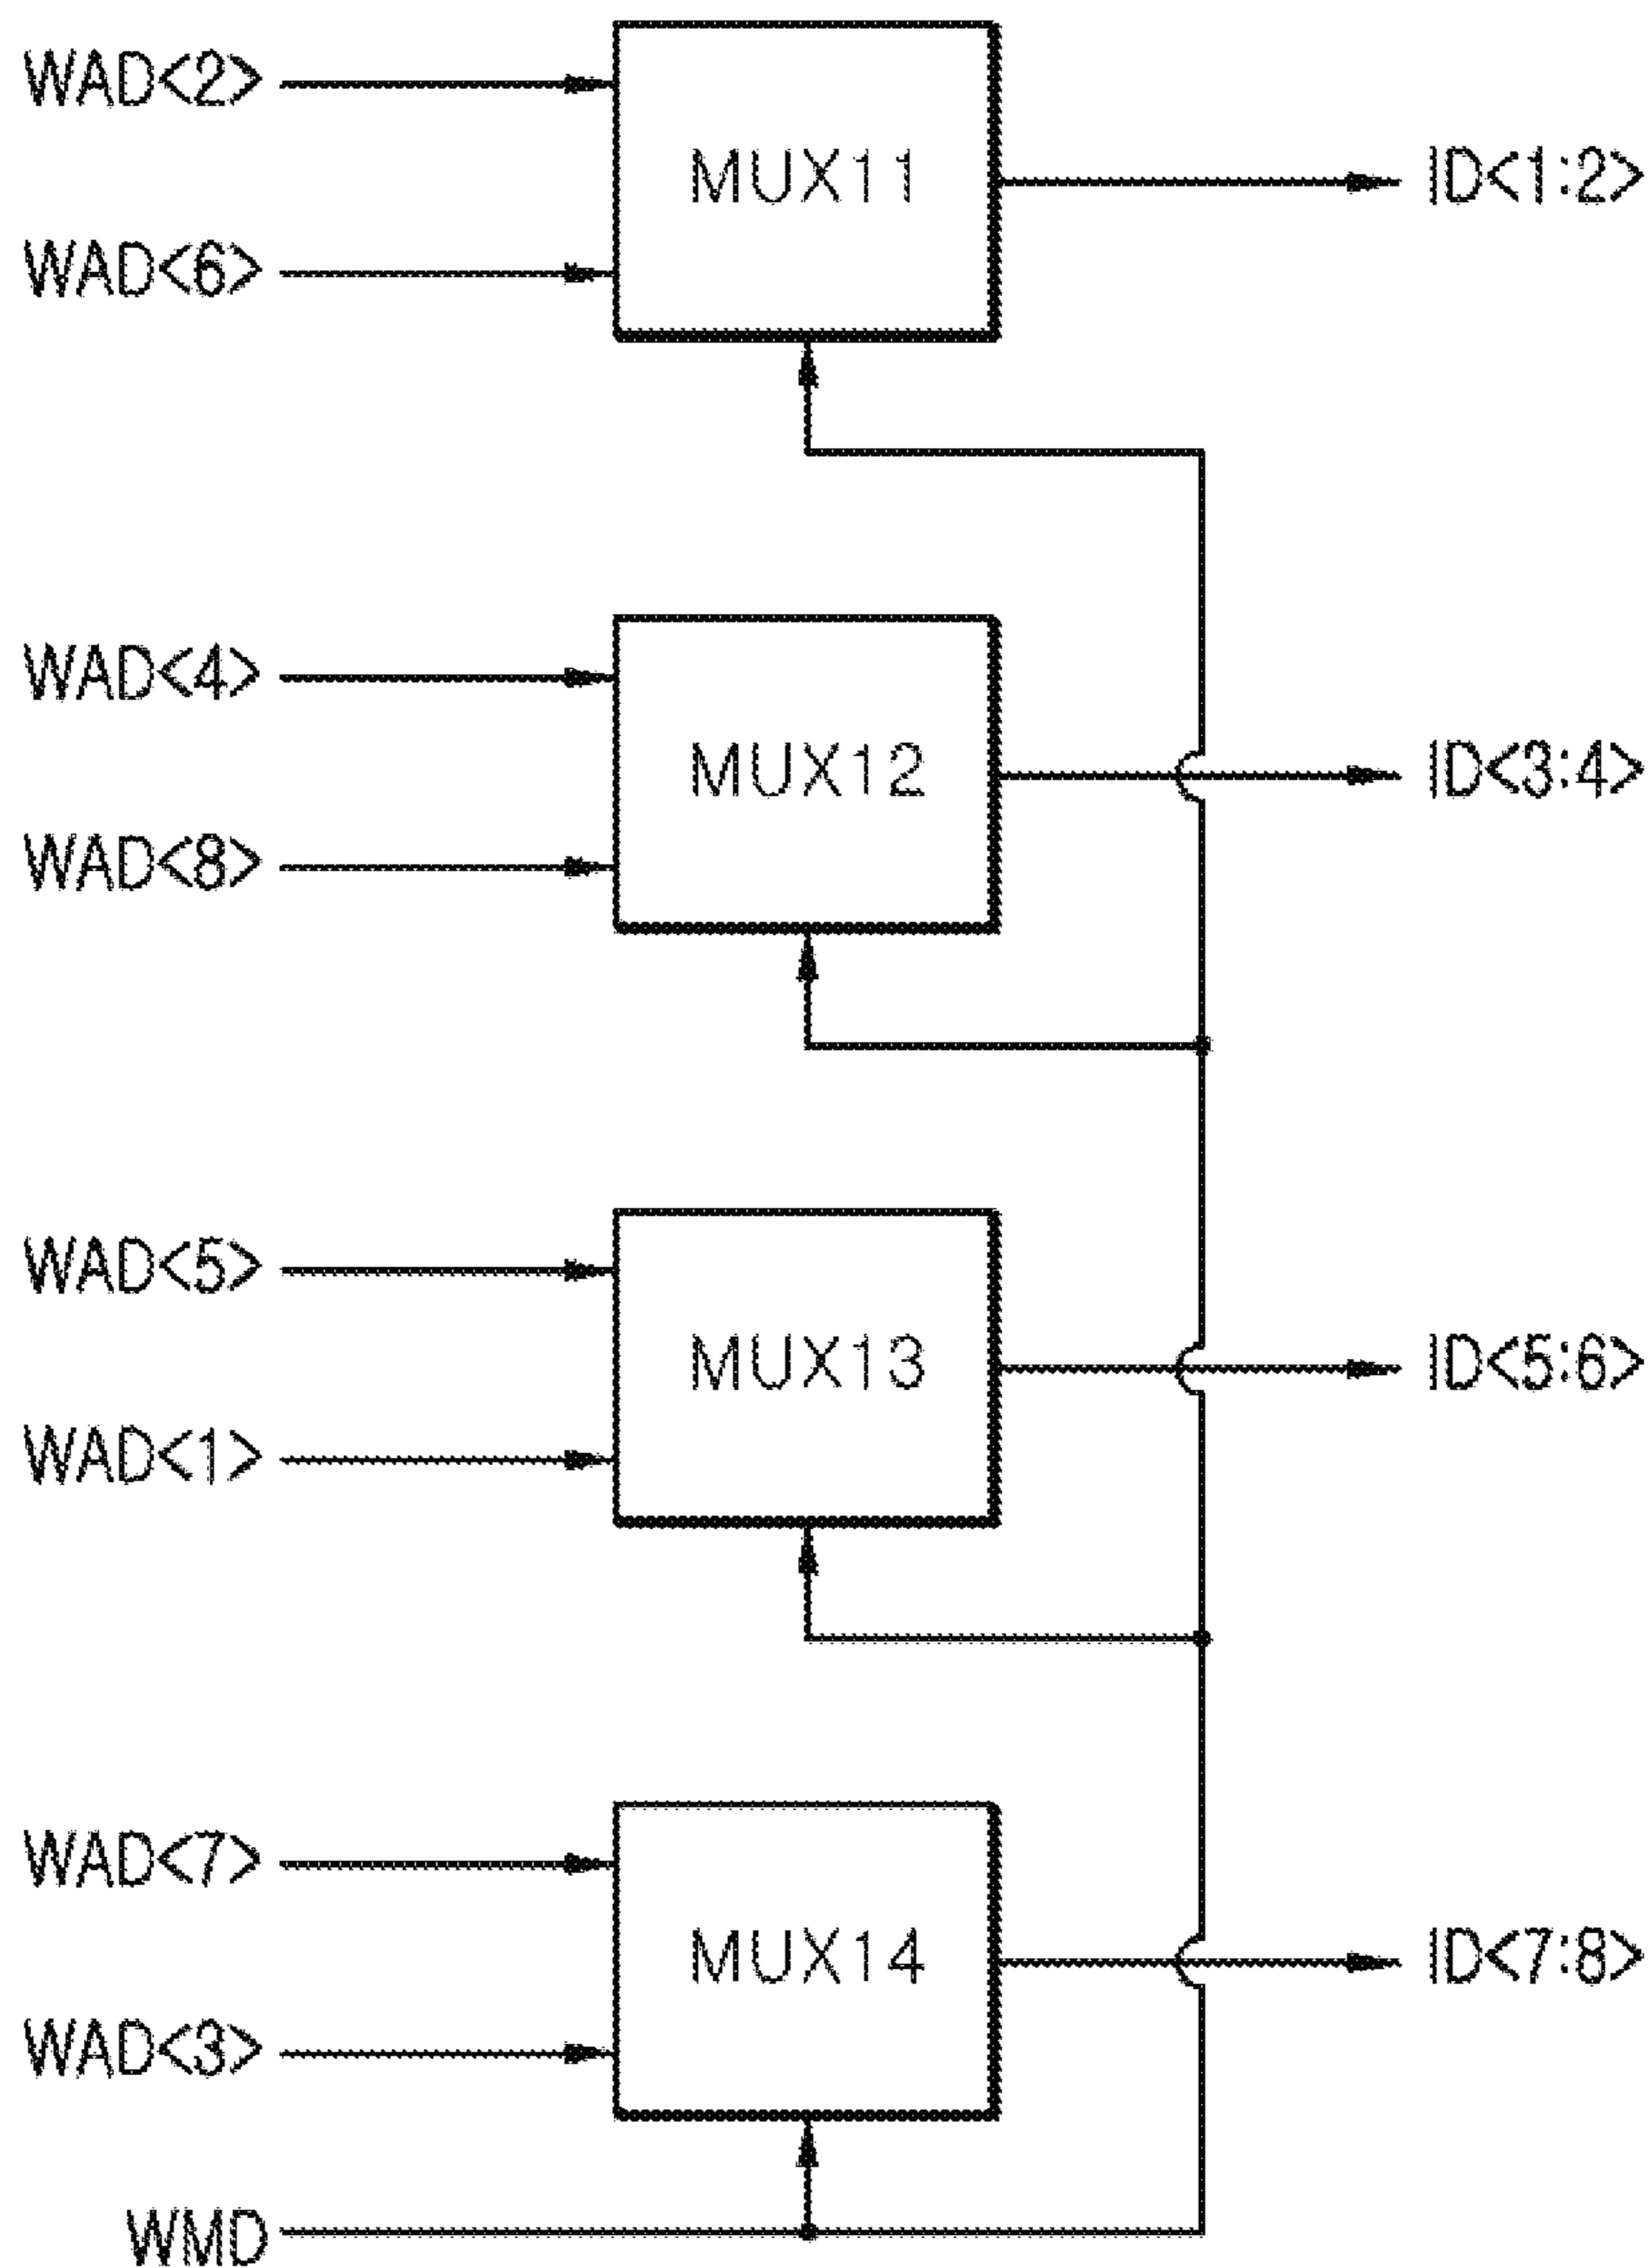 WAD<2>
MUX11
ID<1:2>
WAD<6>
WAD<4>
MUX12
ID<3:4>
WAD<8>
WAD<5>
MUX13
ID<5:6>
WAD<1>
WAD<7>
MUX14
ID<7:8>
WAD<3>
WMD